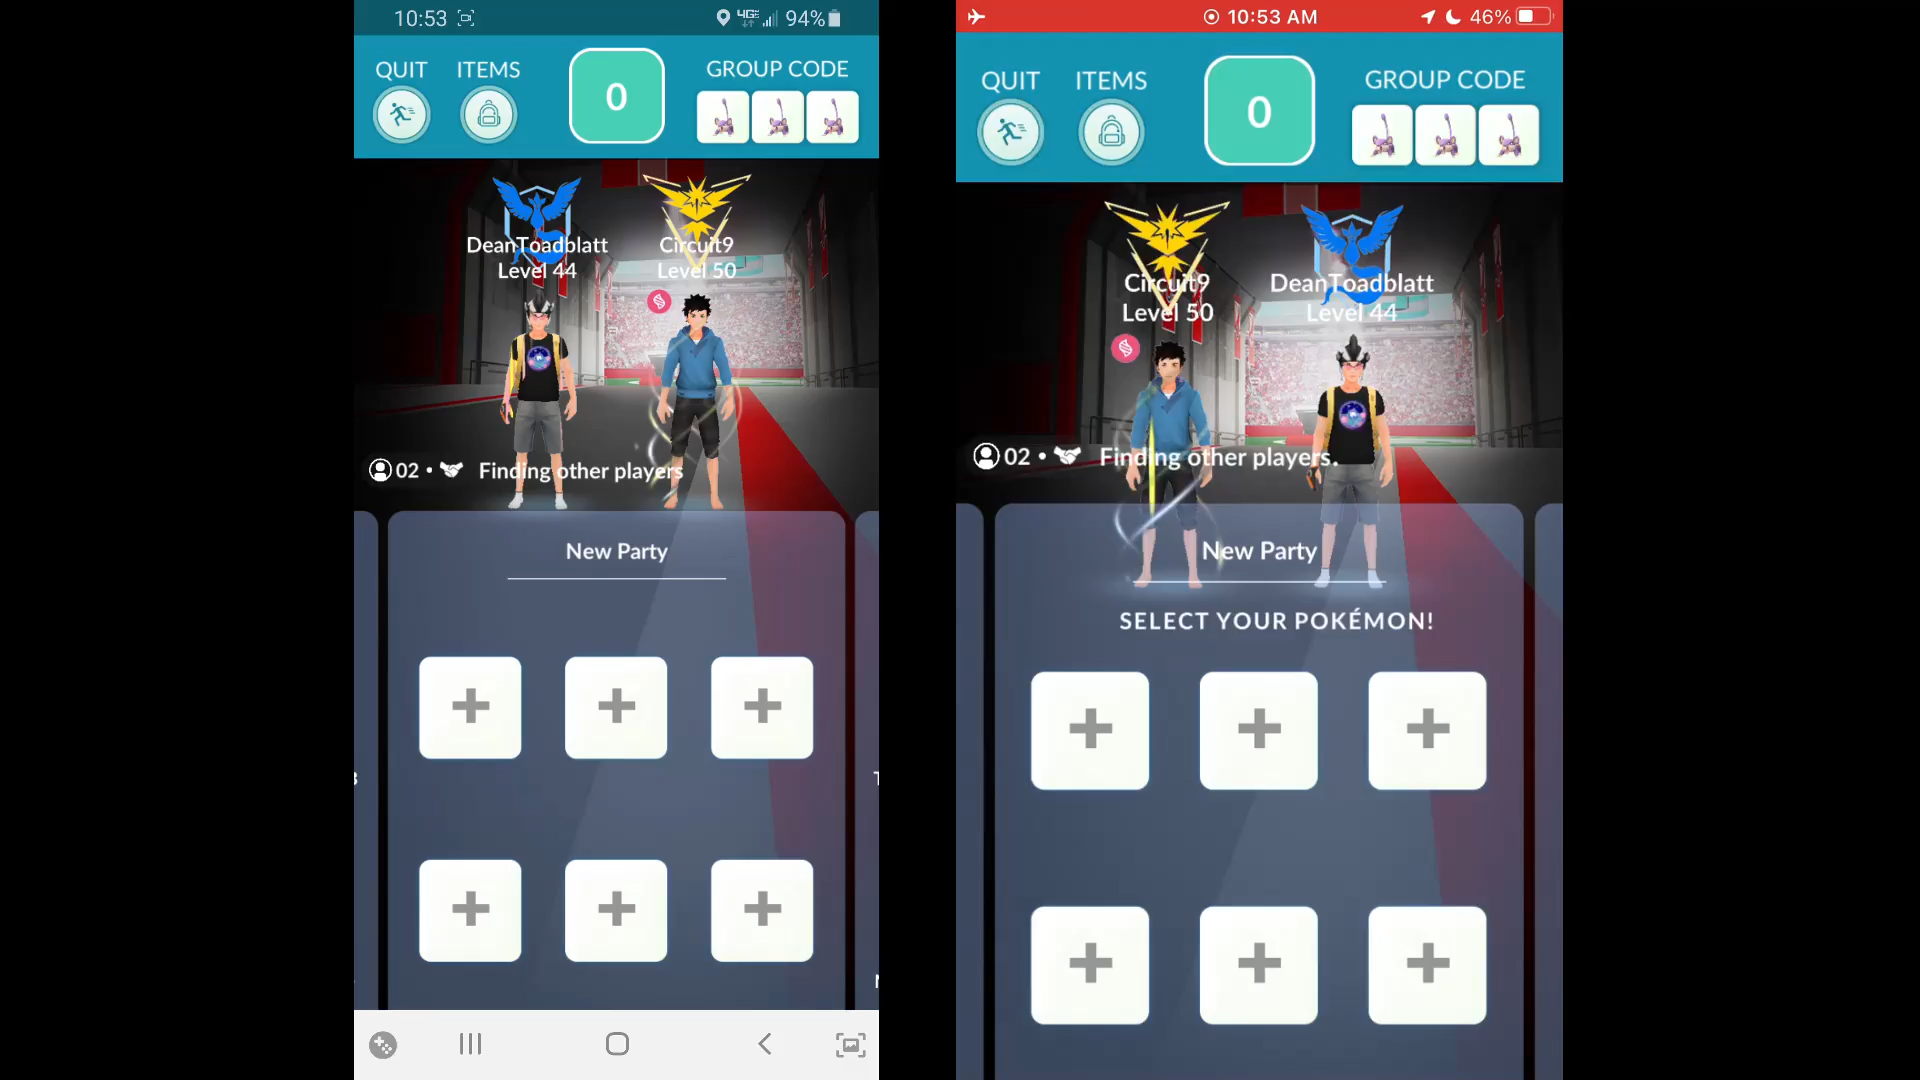 10:53
4GE
94%
QUIT
ITEMS
0
GROUP CODE
DeanToadblatt
Level 44
Circuit9
Level 50
02 • Finding other players
New Party
10:53 AM
46%
QUIT
ITEMS
0
GROUP CODE
Circuit9
Level 50
DeanToadblatt
Level 44
02 • Finding other players.
New Party
SELECT YOUR POKÉMON!